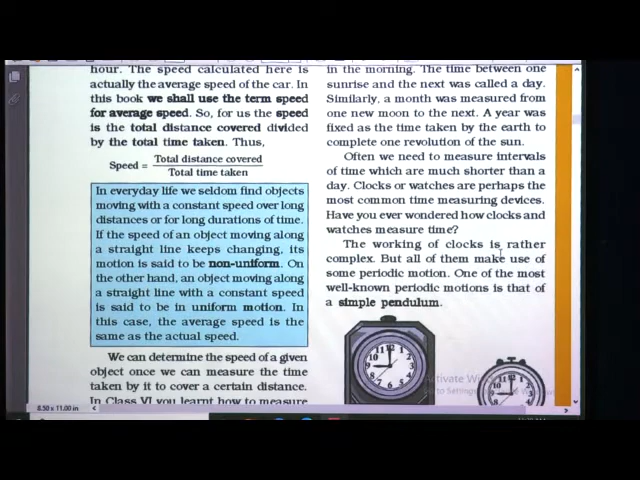 hour. The speed calculated here is
actually the average speed of the car. In
this book we shall use the term speed
for average speed. So, for us the speed
is the total distance covered divided
by the total time taken. Thus,
Speed = Total distance covered
Total time taken
In everyday life we seldom find objects
moving with a constant speed over long
distances or for long durations of time.
If the speed of an object moving along
a straight line keeps changing, its
motion is said to be non-uniform. On
the other hand, an object moving along
a straight line with a constant speed
is said to be in uniform motion. In
this case, the average speed is the
same as the actual speed.
We can determine the speed of a given
object once we can measure the time
taken by it to cover a certain distance.
In Class VI you learnt how to measure
in the morning. The time between one
sunrise and the next was called a day.
Similarly, a month was measured from
one new moon to the next. A year was
fixed as the time taken by the earth to
complete one revolution of the sun.
Often we need to measure intervals
of time which are much shorter than a
day. Clocks or watches are perhaps the
most common time measuring devices.
Have you ever wondered how clocks and
watches measure time?
The working of clocks is rather
complex. But all of them make use of
some periodic motion. One of the most
well-known periodic motions is that of
a simple pendulum.
8.50 x 11.00 in